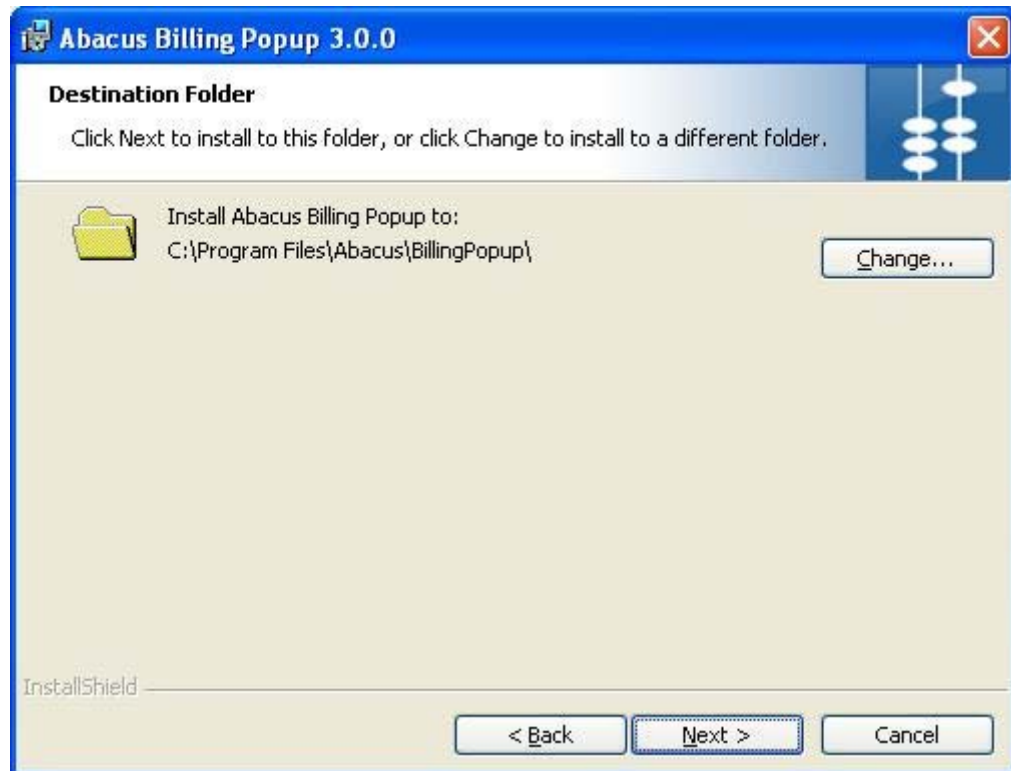 Abacus Billing Popup 3.0.0
Destination Folder
Click Next to install to this folder, or click Change to install to a different folder.
Install Abacus Billing Popup to:
C:\Program Files\Abacus\BillingPopup\
Change...
InstallShield
< Back
Next >
Cancel